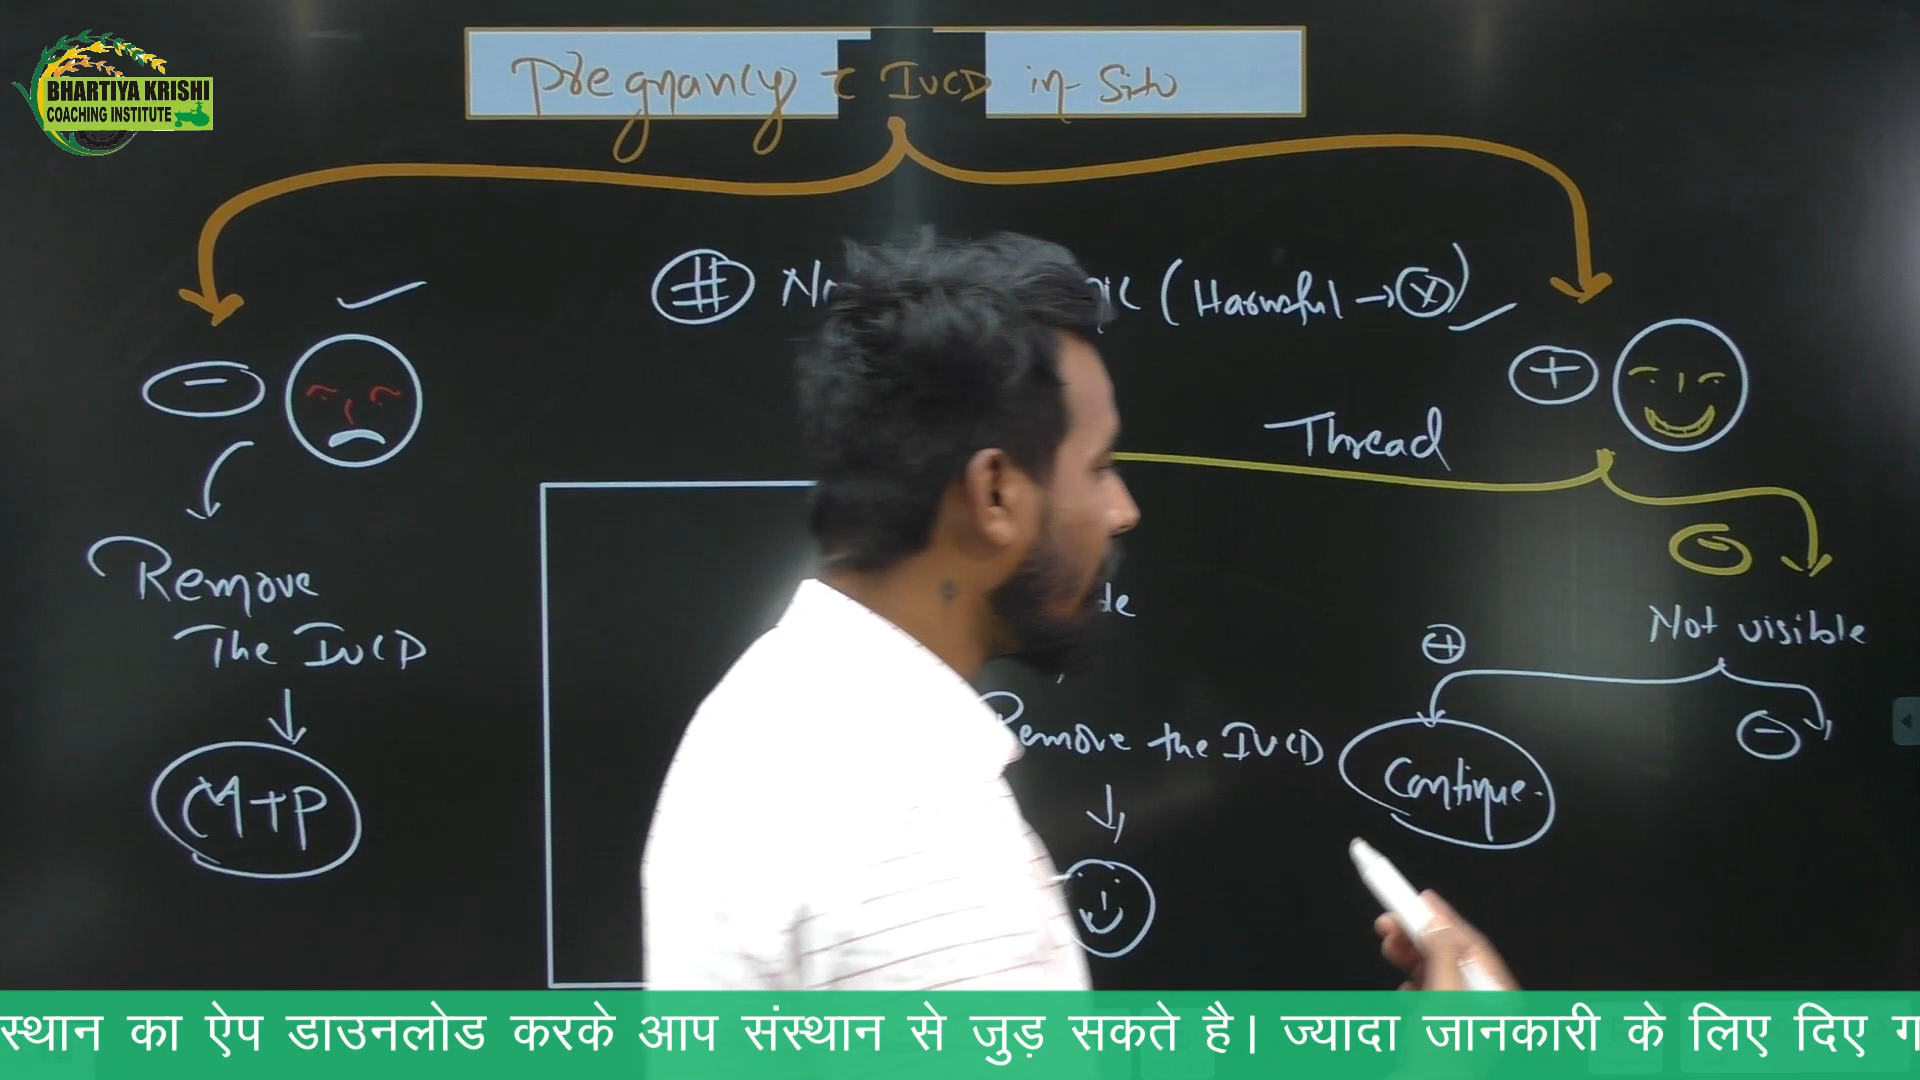 BHARTIYA KRISHI
COACHING INSTITUTE
Pregnancy c̄ IUCD in-situ
(Harmful → ⊗)
Thread
Remove
The IUCD
MTP
Not visible
Remove the IUCD
Continue.
स्थान का ऐप डाउनलोड करके आप संस्थान से जुड़ सकते है। ज्यादा जानकारी के लिए दिए ग